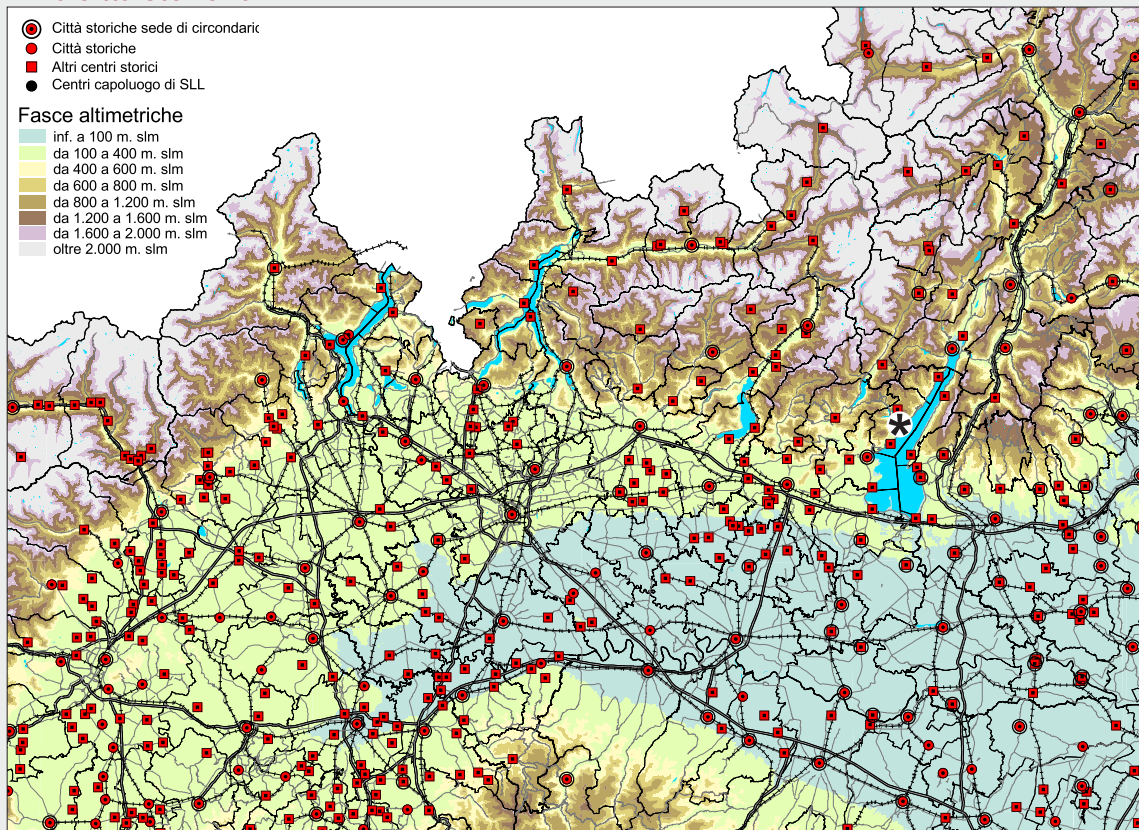 Città storiche sede di circondaric
Città storiche
Altri centri storici
Centri capoluogo di SLL
Fasce altimetriche
inf. a 100 m. slm
da 100 a 400 m. slm
da 400 a 600 m. slm
da 600 a 800 m. slm
da 800 a 1.200 m. slm
da 1.200 a 1.600 m. slm
da 1.600 a 2.000 m. slm
oltre 2.000 m. slm
*